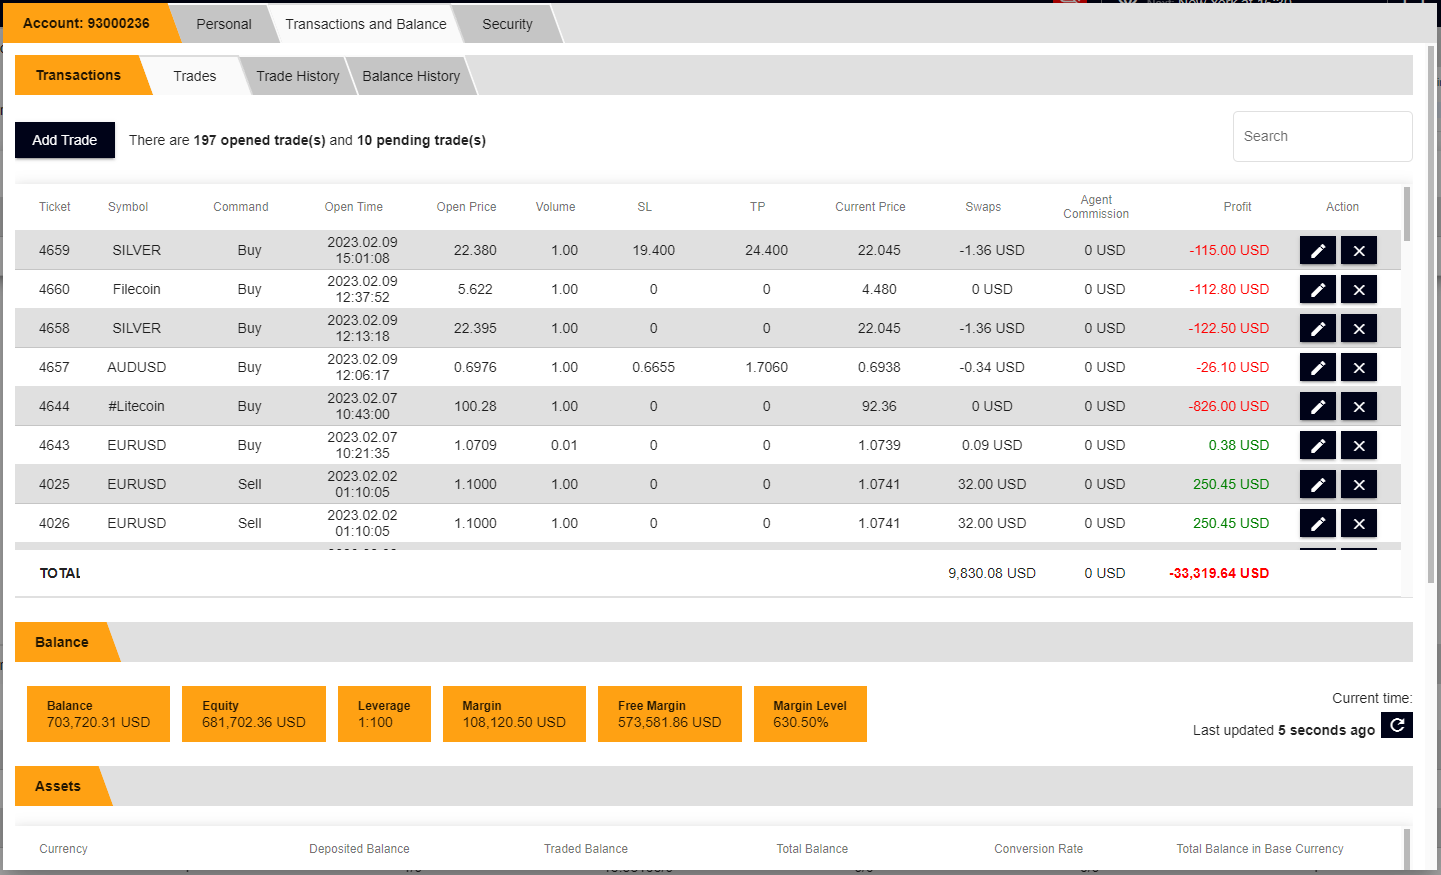 Account: 93000236 Personal Transactions and Balance Security
Transactions Trades Trade History Balance History
Add Trade There are 197 opened trade(s) and 10 pending trade(s) Search
Ticket Symbol Command Open Time Open Price Volume SL TP Current Price Swaps Agent Commission Profit Action
4659 SILVER Buy 2023.02.09 15:01:08 22.380 1.00 19.400 24.400 22.045 -1.36 USD 0 USD -115.00 USD
4660 Filecoin Buy 2023.02.09 12:37:52 5.622 1.00 0 0 4.480 0 USD 0 USD -112.80 USD
4658 SILVER Buy 2023.02.09 12:13:18 22.395 1.00 0 0 22.045 -1.36 USD 0 USD -122.50 USD
4657 AUDUSD Buy 2023.02.09 12:06:17 0.6976 1.00 0.6655 1.7060 0.6938 -0.34 USD 0 USD -26.10 USD
4644 #Litecoin Buy 2023.02.07 10:43:00 100.28 1.00 0 0 92.36 0 USD 0 USD -826.00 USD
4643 EURUSD Buy 2023.02.07 10:21:35 1.0709 0.01 0 0 1.0739 0.09 USD 0 USD 0.38 USD
4025 EURUSD Sell 2023.02.02 01:10:05 1.1000 1.00 0 0 1.0741 32.00 USD 0 USD 250.45 USD
4026 EURUSD Sell 2023.02.02 01:10:05 1.1000 1.00 0 0 1.0741 32.00 USD 0 USD 250.45 USD
TOTAL 9,830.08 USD 0 USD -33,319.64 USD
Balance
Balance Equity Leverage Margin Free Margin Margin Level
703,720.31 USD 681,702.36 USD 1:100 108,120.50 USD 573,581.86 USD 630.50%
Current time:
Last updated 5 seconds ago
Assets
Currency Deposited Balance Traded Balance Total Balance Conversion Rate Total Balance in Base Currency